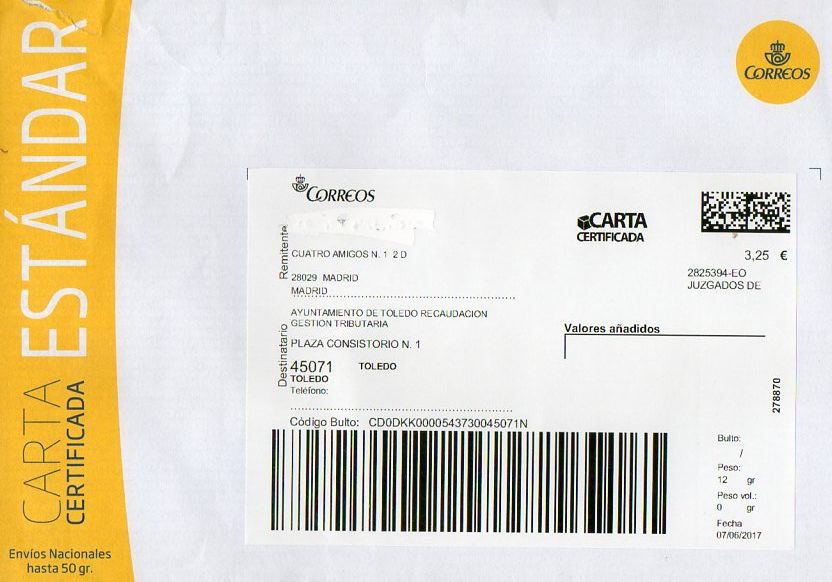 CARTA ESTÁNDAR
CERTIFICADA
Envíos Nacionales
hasta 50 gr.
CORREOS
CORREOS
CARTA
CERTIFICADA
3,25 €
2825394-EO
JUZGADOS DE
Remitente
CUATRO AMIGOS N. 1 2 D
28029 MADRID
MADRID
Destinatario
AYUNTAMIENTO DE TOLEDO RECAUDACION
GESTION TRIBUTARIA
PLAZA CONSISTORIO N. 1
45071 TOLEDO
TOLEDO
Teléfono:
Valores añadidos
278870
Código Bulto: CD0DKK0000543730045071N
Bulto:
/
Peso:
12 gr
Peso vol.:
0 gr
Fecha
07/06/2017